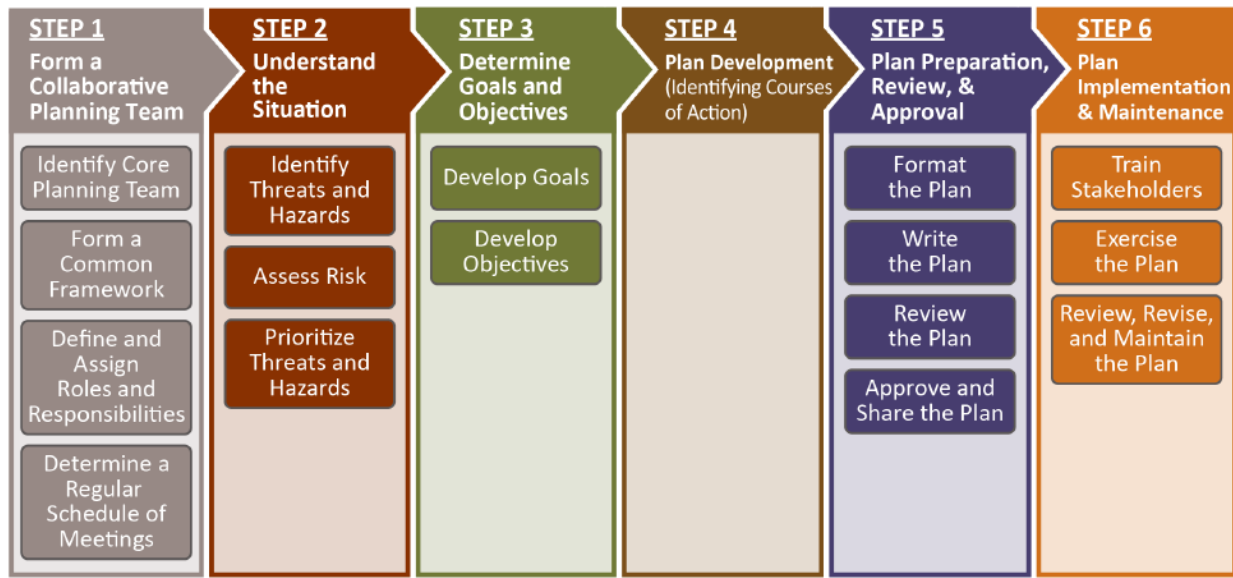 STEP 1
Form a
Collaborative
Planning Team
Identify Core
Planning Team
Form a
Common
Framework
Define and
Assign
Roles and
Responsibilities
Determine a
Regular
Schedule of
Meetings
STEP 2
Understand
the
Situation
Identify
Threats and
Hazards
Assess Risk
Prioritize
Threats and
Hazards
STEP 3
Determine
Goals and
Objectives
Develop Goals
Develop
Objectives
STEP 4
Plan Development
(Identifying Courses
of Action)
STEP 5
Plan Preparation,
Review, &
Approval
Format
the Plan
Write
the Plan
Review
the Plan
Approve and
Share the Plan
STEP 6
Plan
Implementation
& Maintenance
Train
Stakeholders
Exercise
the Plan
Review, Revise,
and Maintain
the Plan